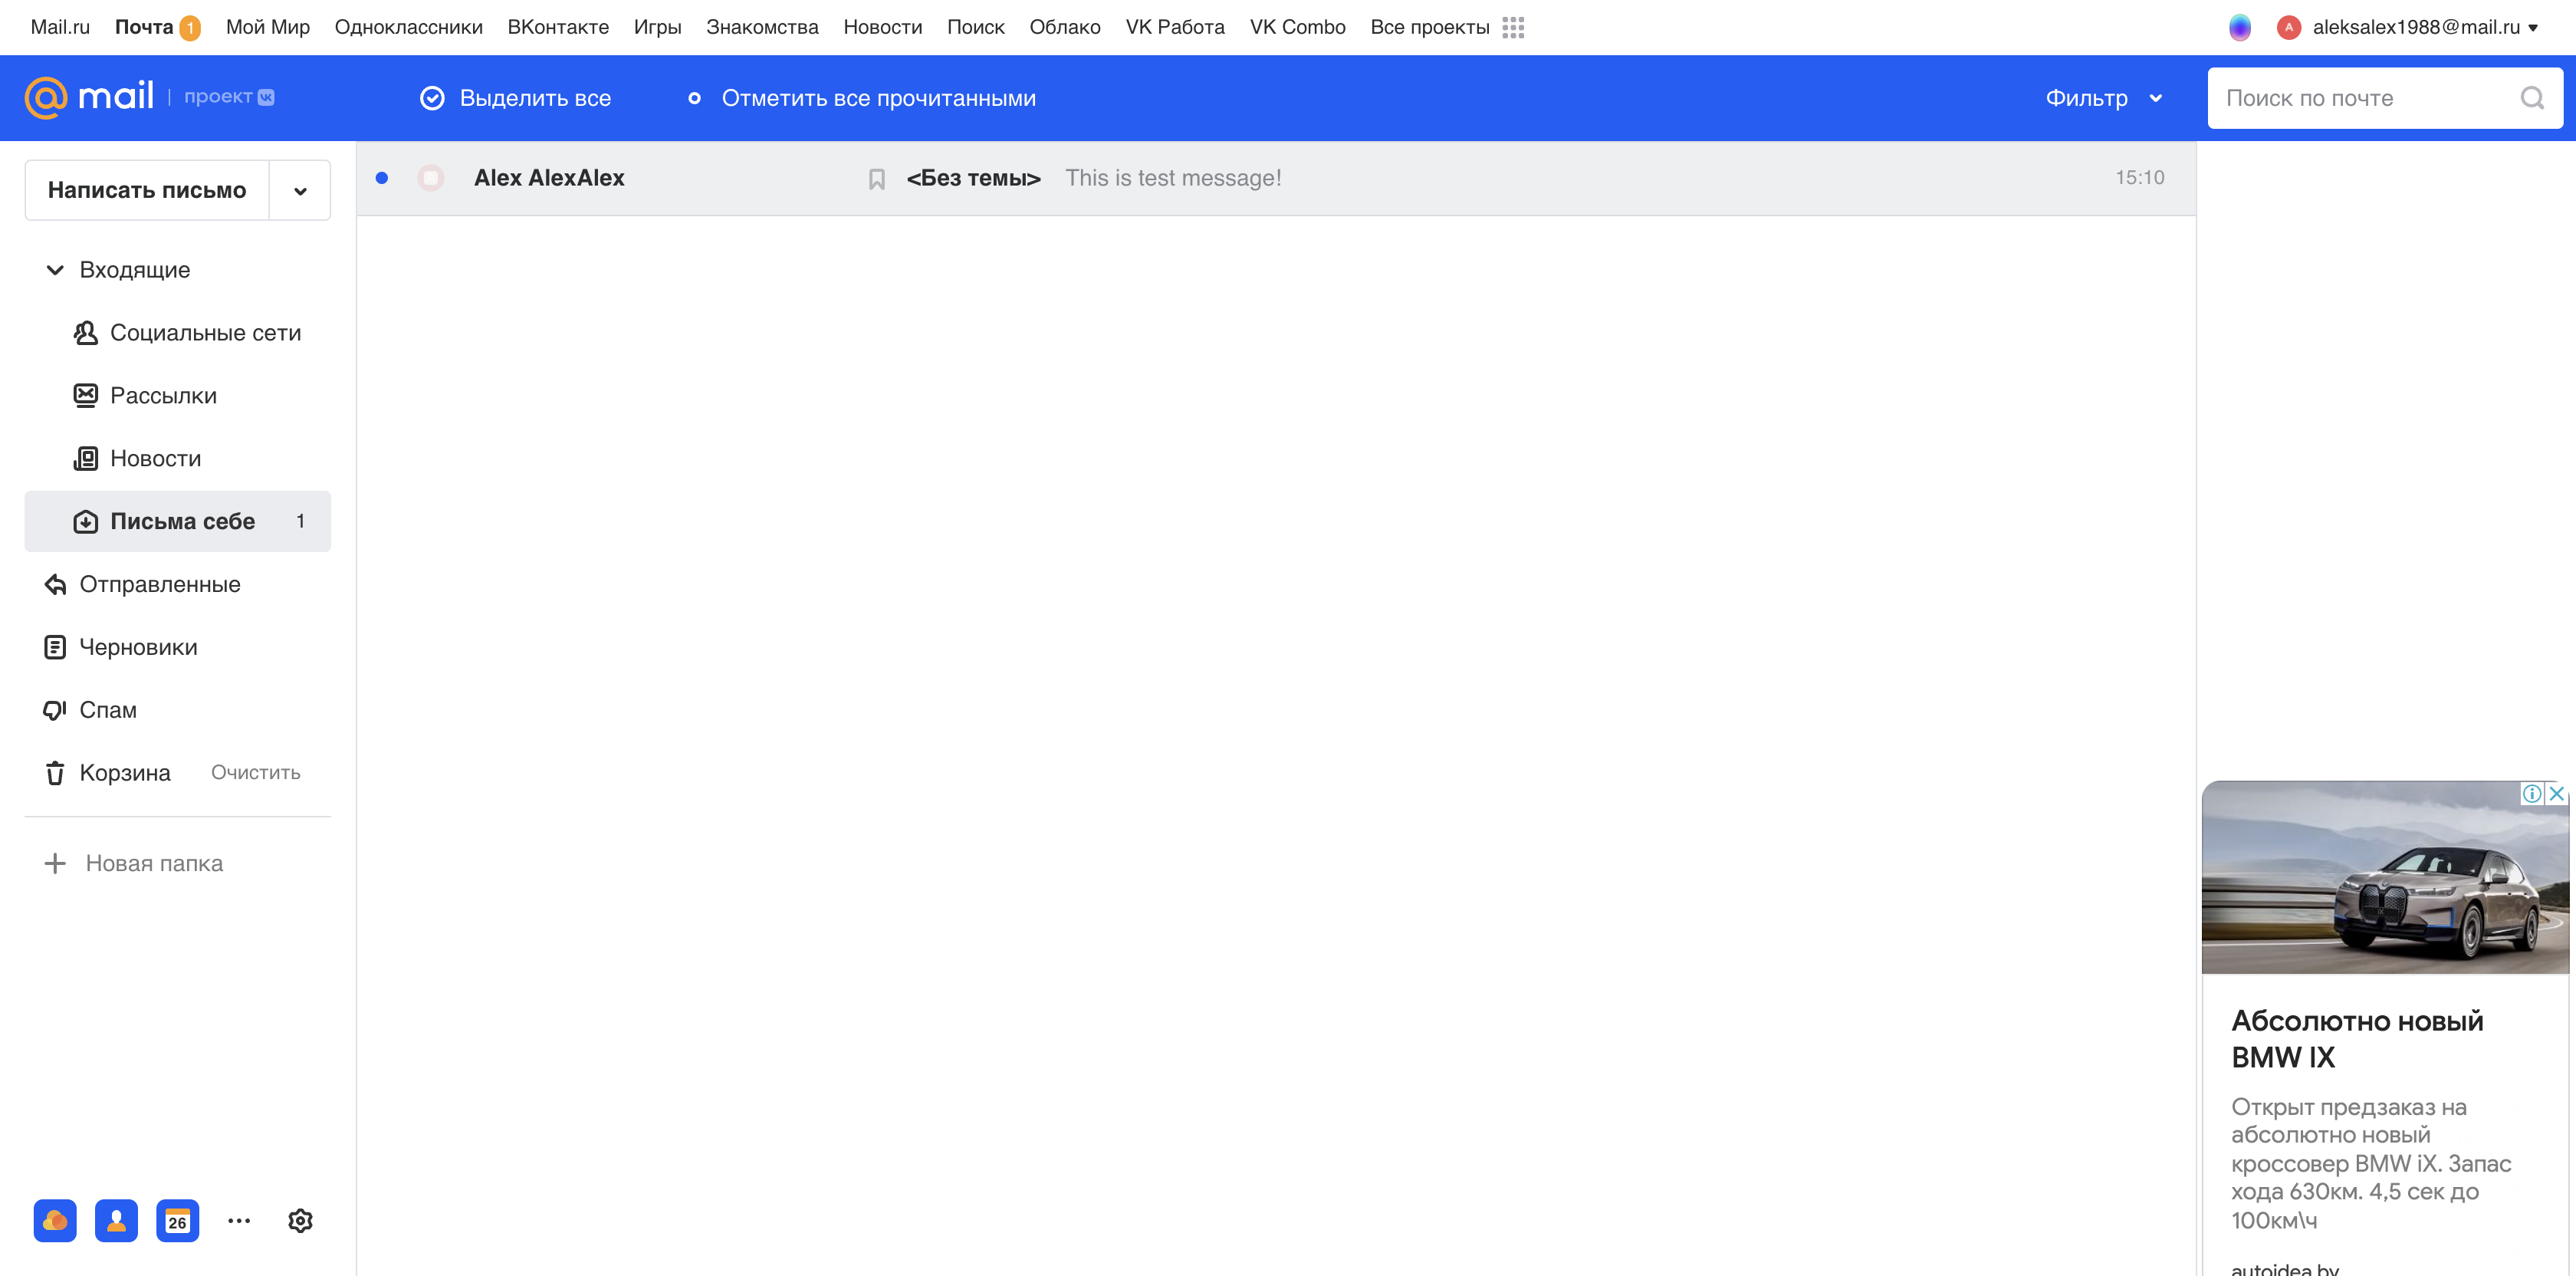 Mail.ru Почта 1 Мой Мир Одноклассники ВКонтакте Игры Знакомства Новости Поиск Облако VK Работа VK Combo Все проекты A aleksalex1988@mail.ru
@mail | проект Выделить все Отметить все прочитанными Фильтр Поиск по почте
Написать письмо
Alex AlexAlex <Без темы> This is test message! 15:10
Входящие
Социальные сети
Рассылки
Новости
Письма себе 1
Отправленные
Черновики
Спам
Корзина Очистить
Новая папка
26
Абсолютно новый
BMW IX
Открыт предзаказ на
абсолютно новый
кроссовер BMW iX. Запас
хода 630км. 4,5 сек до
100км\ч
autoidea.by